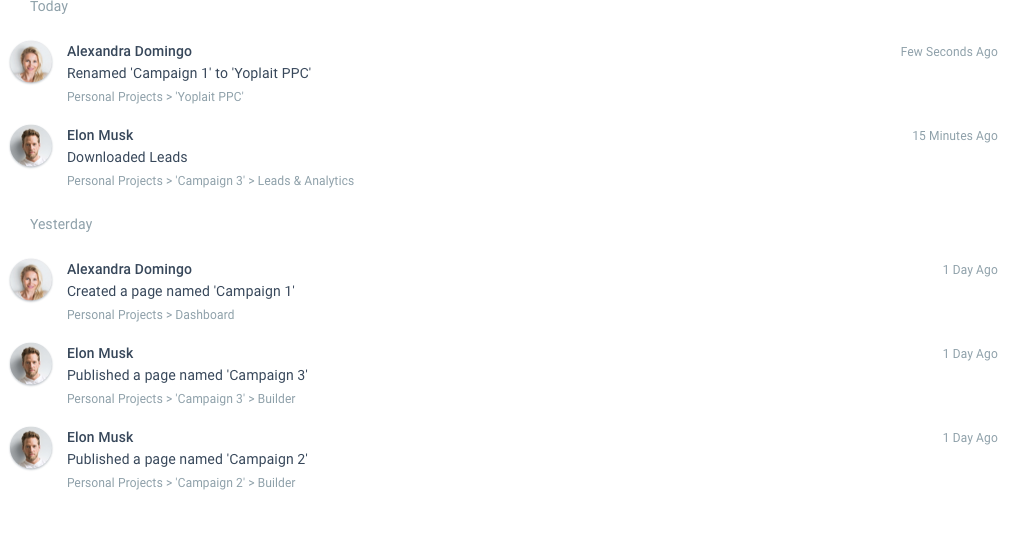 Today
Alexandra Domingo
Few Seconds Ago
Renamed 'Campaign 1' to 'Yoplait PPC'
Personal Projects > 'Yoplait PPC'
Elon Musk
15 Minutes Ago
Downloaded Leads
Personal Projects > 'Campaign 3' > Leads & Analytics
Yesterday
Alexandra Domingo
1 Day Ago
Created a page named 'Campaign 1'
Personal Projects > Dashboard
Elon Musk
1 Day Ago
Published a page named 'Campaign 3'
Personal Projects > 'Campaign 3' > Builder
Elon Musk
1 Day Ago
Published a page named 'Campaign 2'
Personal Projects > 'Campaign 2' > Builder